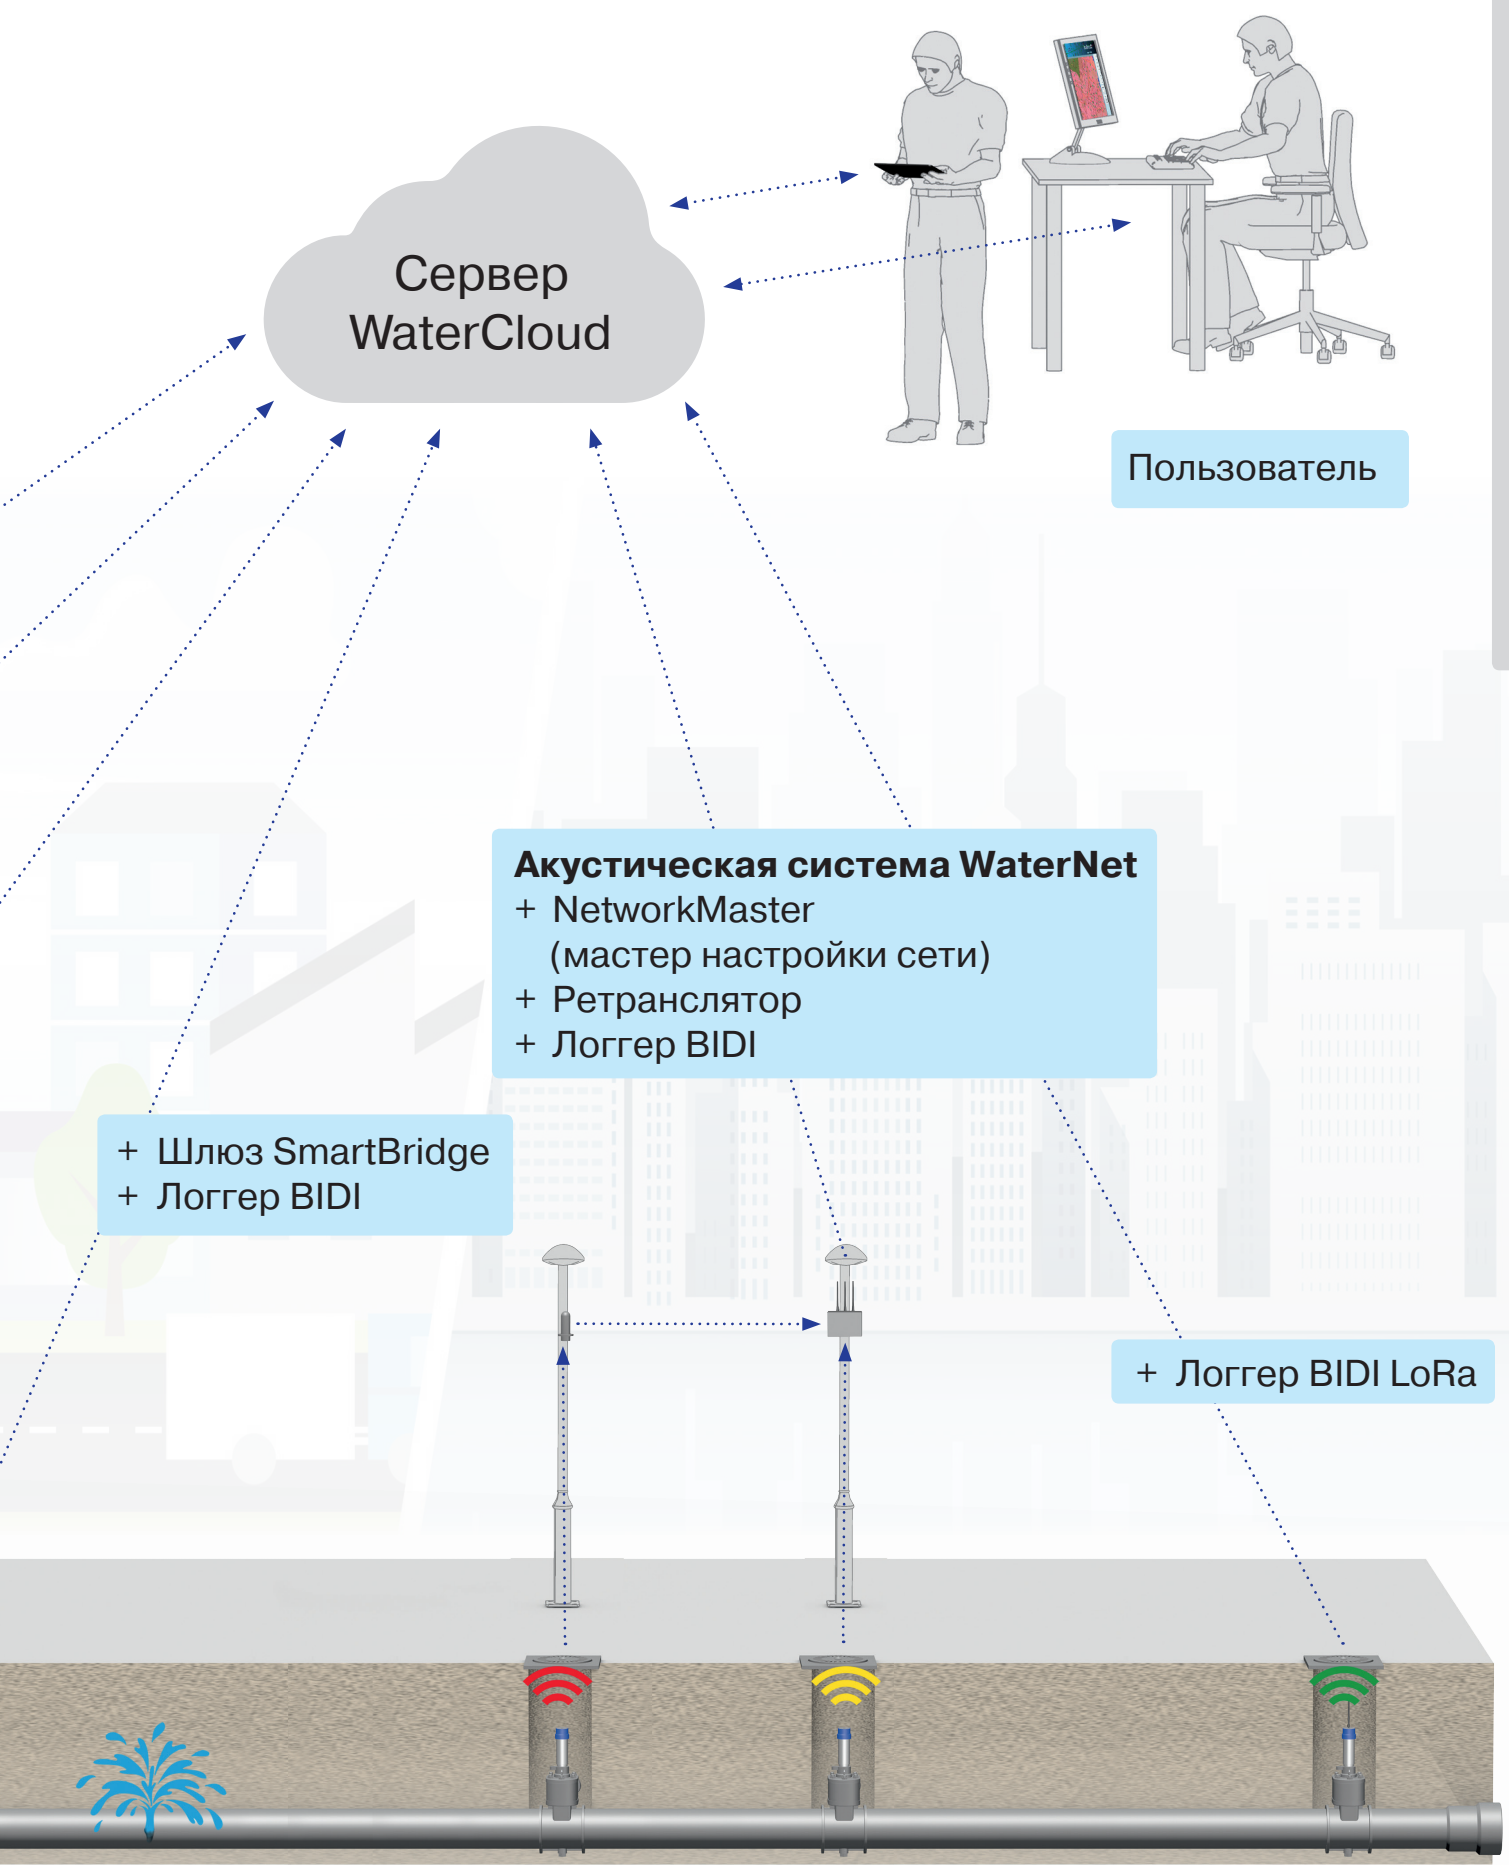 Сервер
WaterCloud
Пользователь
Акустическая система WaterNet
+ NetworkMaster
(мастер настройки сети)
+ Ретранслятор
+ Логгер BIDI
+ Шлюз SmartBridge
+ Логгер BIDI
+ Логгер BIDI LoRa